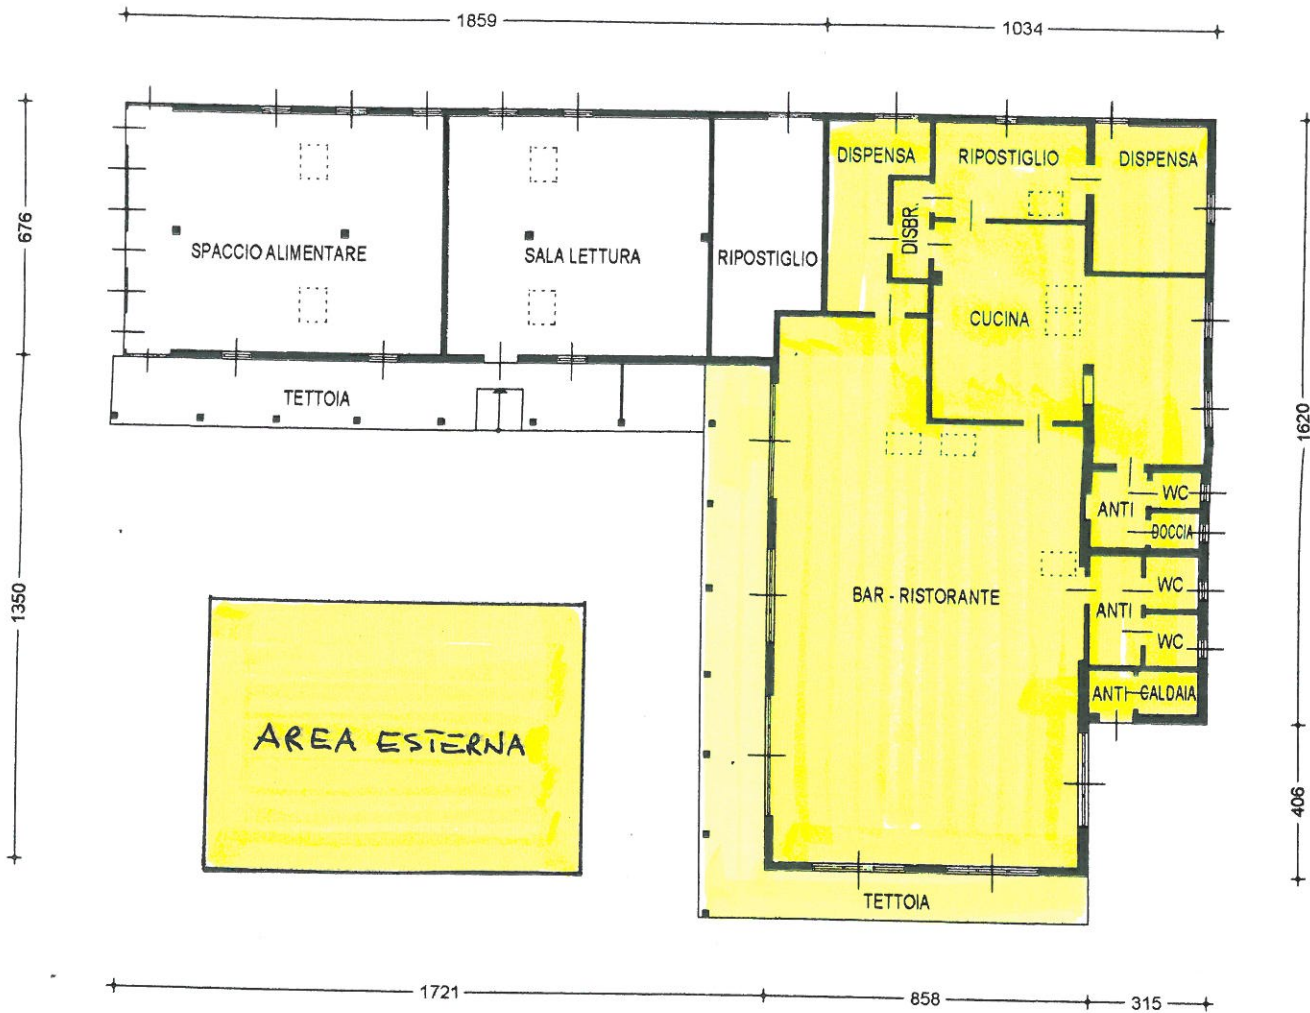 1859
1034
DISPENSA
RIPOSTIGLIO
DISPENSA
676
DISBR.
SPACCIO ALIMENTARE
SALA LETTURA
RIPOSTIGLIO
CUCINA
TETTOIA
1620
WC
ANTI
DOCCIA
1350
BAR - RISTORANTE
WC
ANTI
WC
ANTI
CALDAIA
AREA ESTERNA
406
TETTOIA
1721
858
315